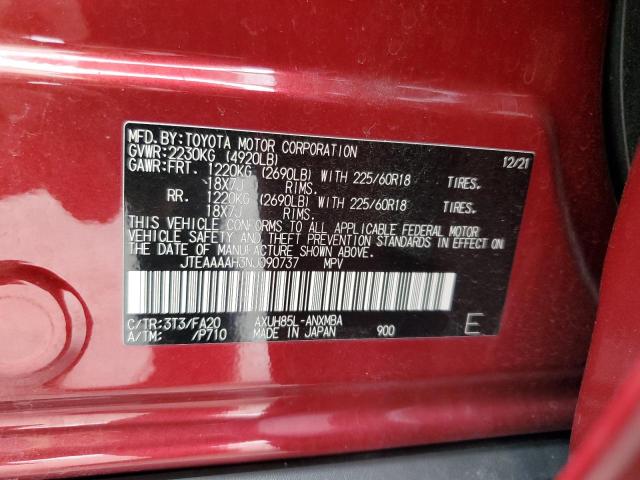 MFD.BY:TOYOTA MOTOR CORPORATION 12/21
GVWR:2230KG (4920LB)
GAWR:FRT. 1220KG (2690LB) WITH 225/60R18 TIRES.
18X7J RIMS.
RR. 1220KG (2690LB) WITH 225/60R18 TIRES.
18X7J RIMS.
THIS VEHICLE CONFORMS TO ALL APPLICABLE FEDERAL MOTOR
VEHICLE SAFETY AND THEFT PREVENTION STANDARDS IN EFFECT ON
THE DATE OF MANUFACTURE SHOWN ABOVE.
JTEAAAAH3NJ090737 MPV
C/TR:3T3/FA20 AXUH85L-ANXMBA
A/TM: /P710 MADE IN JAPAN 900 E